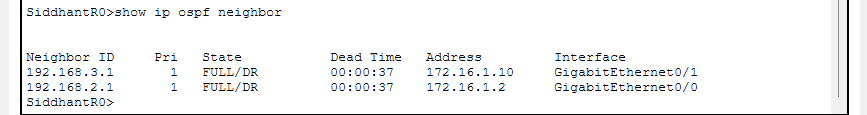 SiddhantR0>show ip ospf neighbor
Neighbor ID     Pri   State           Dead Time   Address         Interface
192.168.3.1       1   FULL/DR         00:00:37    172.16.1.10     GigabitEthernet0/1
192.168.2.1       1   FULL/DR         00:00:37    172.16.1.2      GigabitEthernet0/0
SiddhantR0>